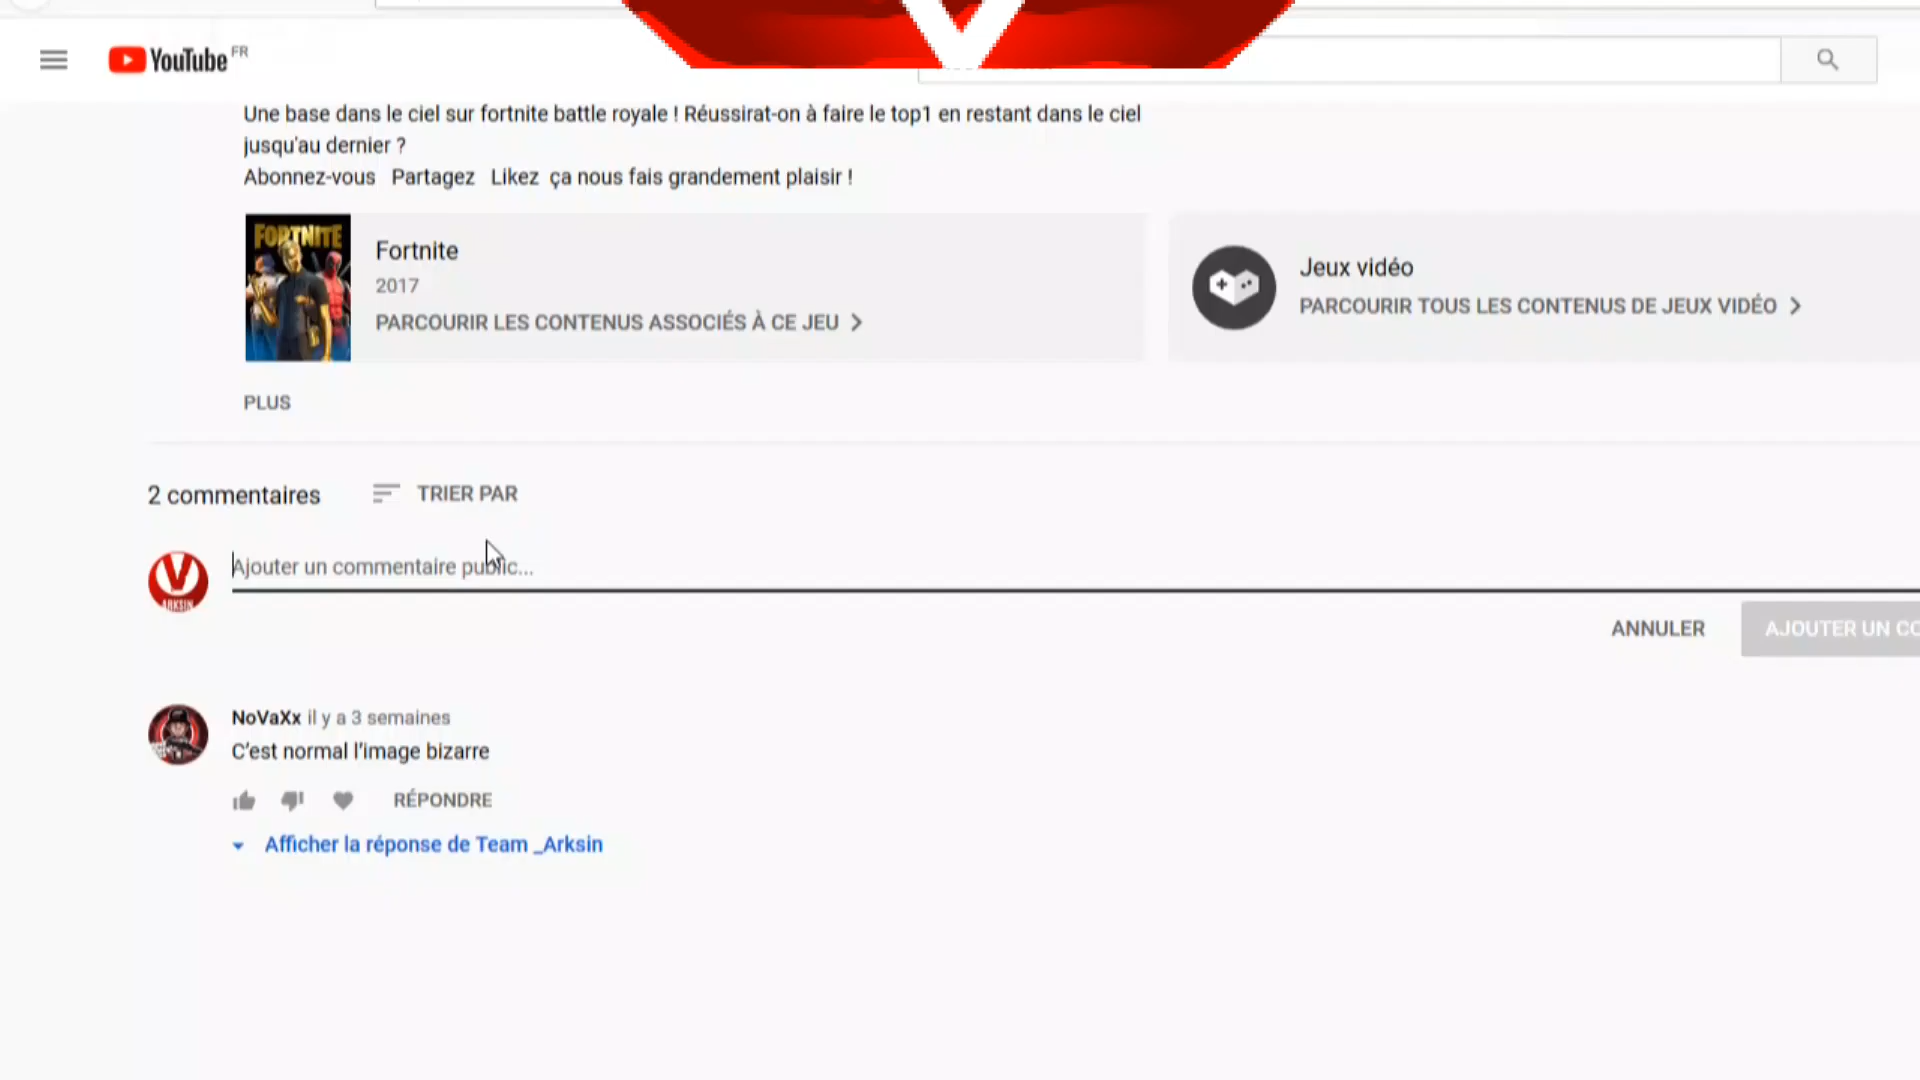 YouTube FR
Une base dans le ciel sur fortnite battle royale ! Réussirat-on à faire le top1 en restant dans le ciel
jusqu'au dernier ?
Abonnez-vous Partagez Likez ça nous fais grandement plaisir !
FORTNITE
Fortnite
2017
PARCOURIR LES CONTENUS ASSOCIÉS À CE JEU
Jeux vidéo
PARCOURIR TOUS LES CONTENUS DE JEUX VIDÉO
PLUS
2 commentaires
TRIER PAR
ARKSIN
Ajouter un commentaire public...
ANNULER
AJOUTER UN CO
NoVaXx il y a 3 semaines
C'est normal l'image bizarre
RÉPONDRE
Afficher la réponse de Team _Arksin